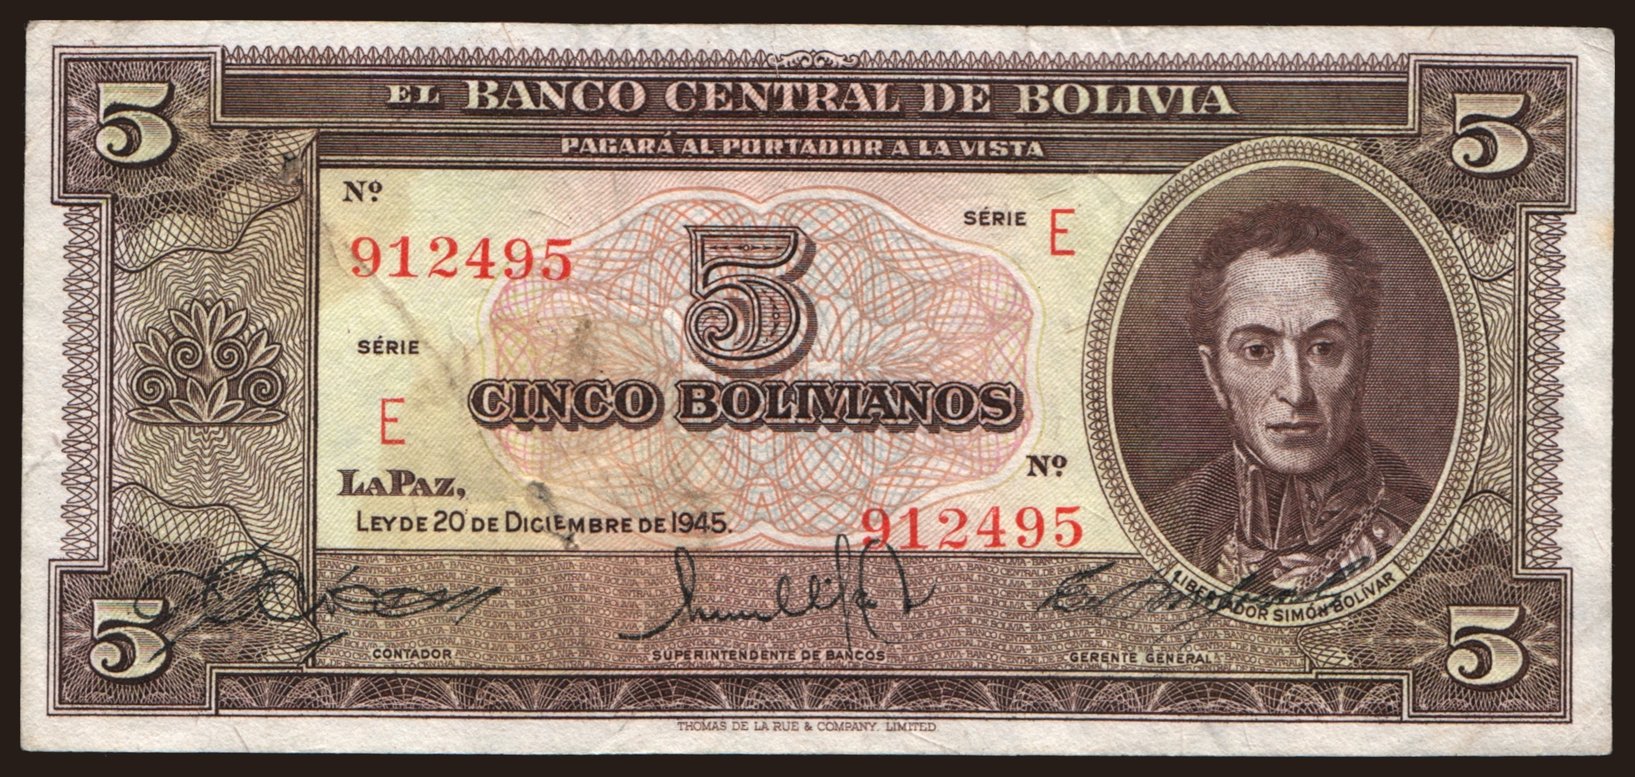 5 EL BANCO CENTRAL DE BOLIVIA 5
PAGARÁ AL PORTADOR A LA VISTA
Nº
912495
SÉRIE E
5
SÉRIE
E
CINCO BOLIVIANOS
LA PAZ,
LEY DE 20 DE DICIEMBRE DE 1945.
Nº
912495
LIBERTADOR SIMÓN BOLÍVAR
CONTADOR
SUPERINTENDENTE DE BANCOS
GERENTE GENERAL
5 5
THOMAS DE LA RUE & COMPANY. LIMITED.